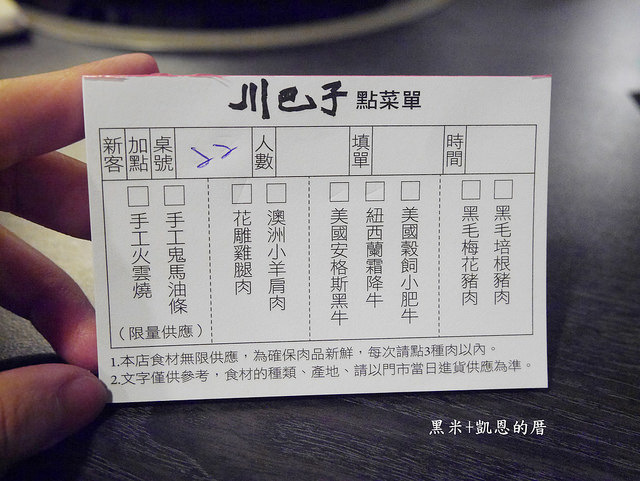 川巴子 點菜單
新客 加點 桌號 人數 填單 時間
黑毛培根豬肉
黑毛梅花豬肉
美國穀飼小肥牛
紐西蘭霜降牛
美國安格斯黑牛
澳洲小羊肩肉
花雕雞腿肉
手工鬼馬油條
手工火雲燒
(限量供應)
1.本店食材無限供應，為確保肉品新鮮，每次請點3種肉以內。
2.文字僅供參考，食材的種類、產地、請以門市當日進貨供應為準。
黑米+凱恩的厝